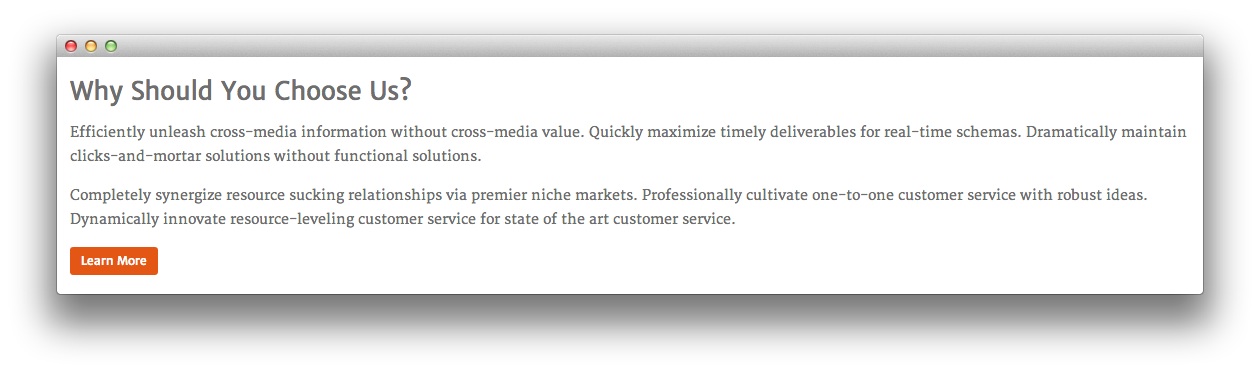 Why Should You Choose Us?
Efficiently unleash cross-media information without cross-media value. Quickly maximize timely deliverables for real-time schemas. Dramatically maintain
clicks-and-mortar solutions without functional solutions.
Completely synergize resource sucking relationships via premier niche markets. Professionally cultivate one-to-one customer service with robust ideas.
Dynamically innovate resource-leveling customer service for state of the art customer service.
Learn More